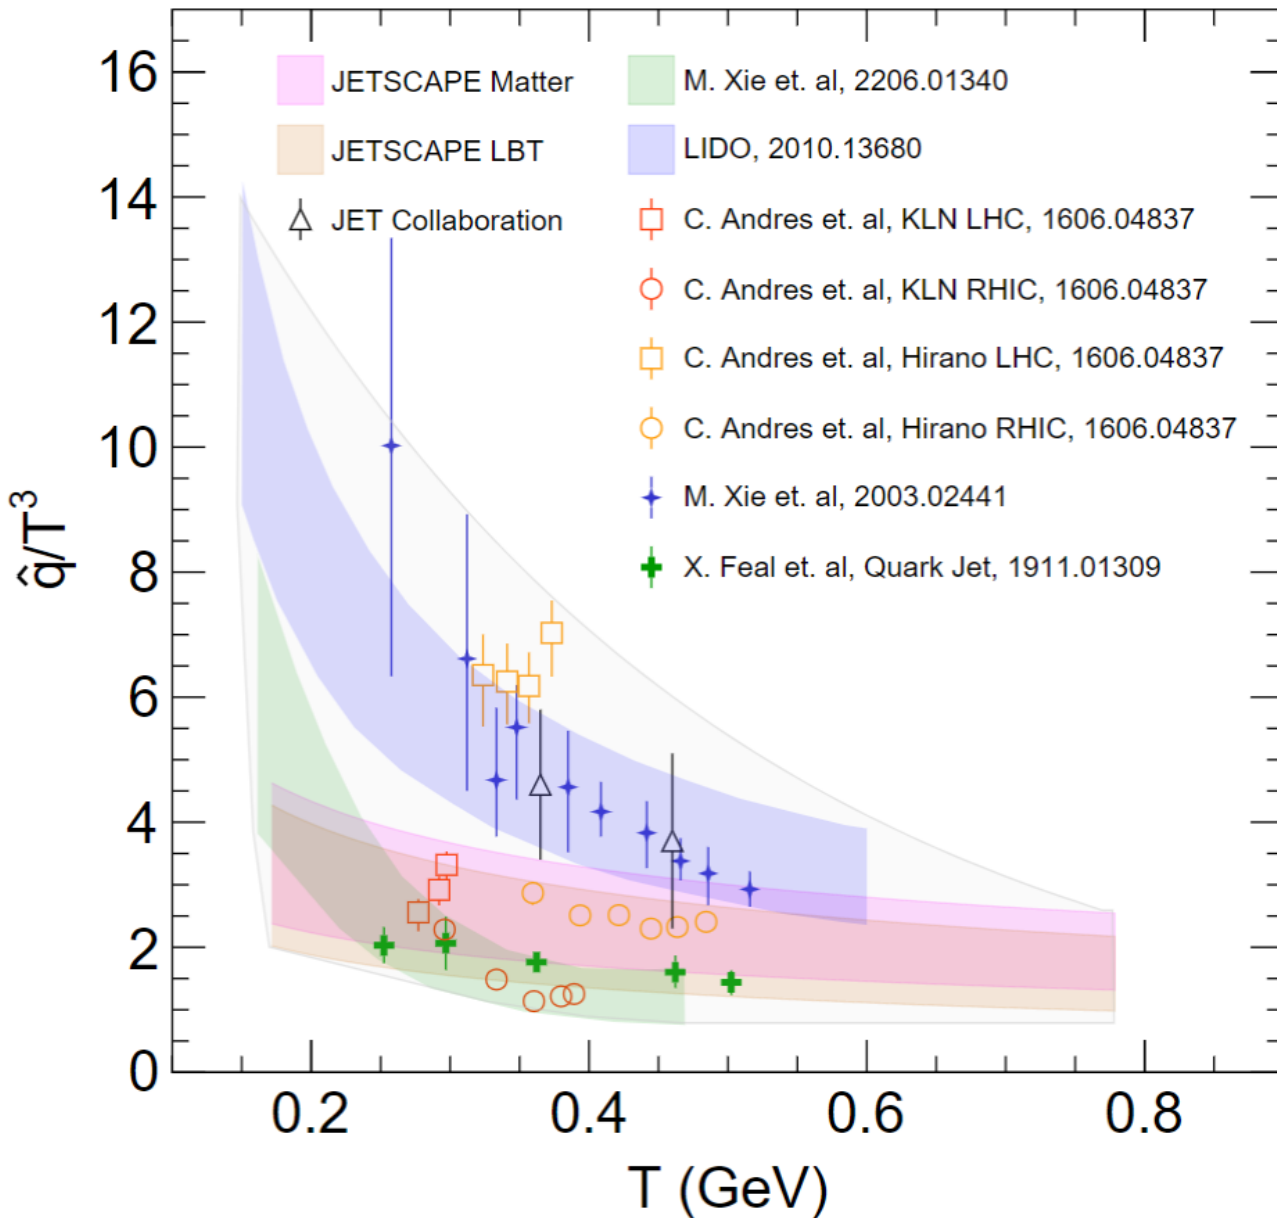 16
14
12
10
8
6
4
2
0
q̂/T³
JETSCAPE Matter
JETSCAPE LBT
JET Collaboration
M. Xie et. al, 2206.01340
LIDO, 2010.13680
C. Andres et. al, KLN LHC, 1606.04837
C. Andres et. al, KLN RHIC, 1606.04837
C. Andres et. al, Hirano LHC, 1606.04837
C. Andres et. al, Hirano RHIC, 1606.04837
M. Xie et. al, 2003.02441
X. Feal et. al, Quark Jet, 1911.01309
0.2 0.4 0.6 0.8
T (GeV)